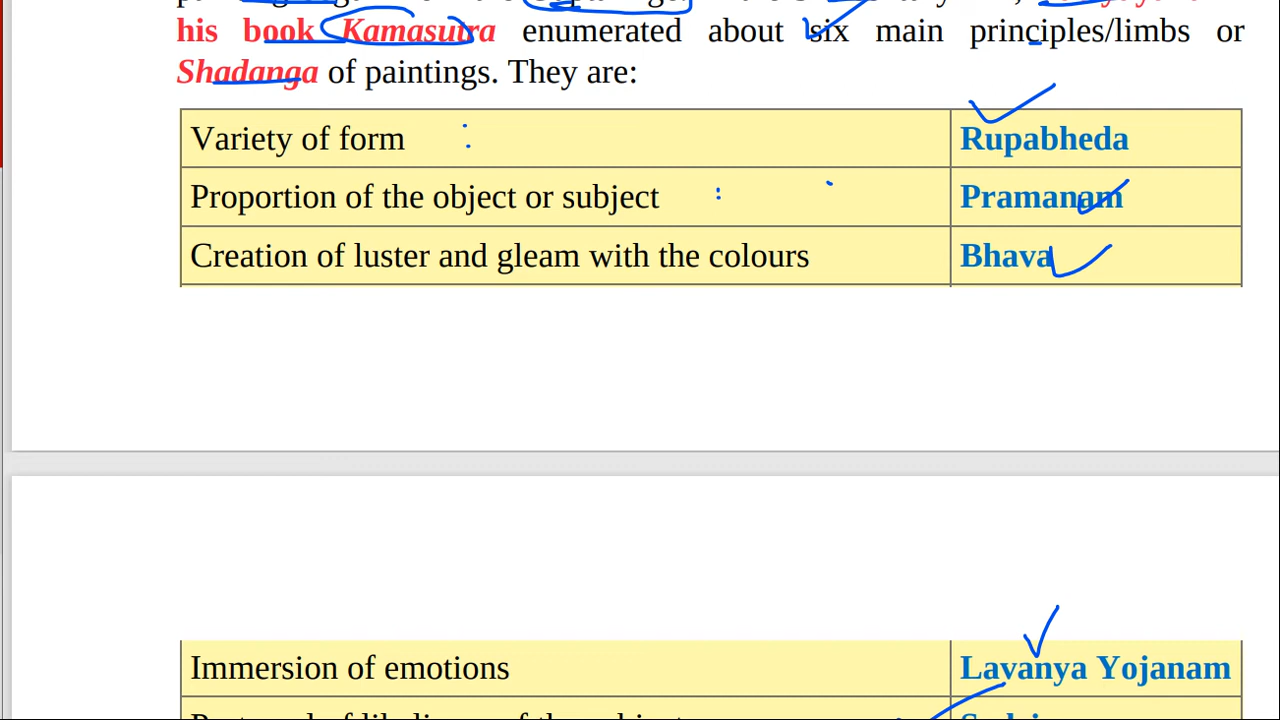 his book Kamasutra enumerated about six main principles/limbs or
Shadanga of paintings. They are:
Variety of form Rupabheda
Proportion of the object or subject Pramanam
Creation of luster and gleam with the colours Bhava
Immersion of emotions Lavanya Yojanam